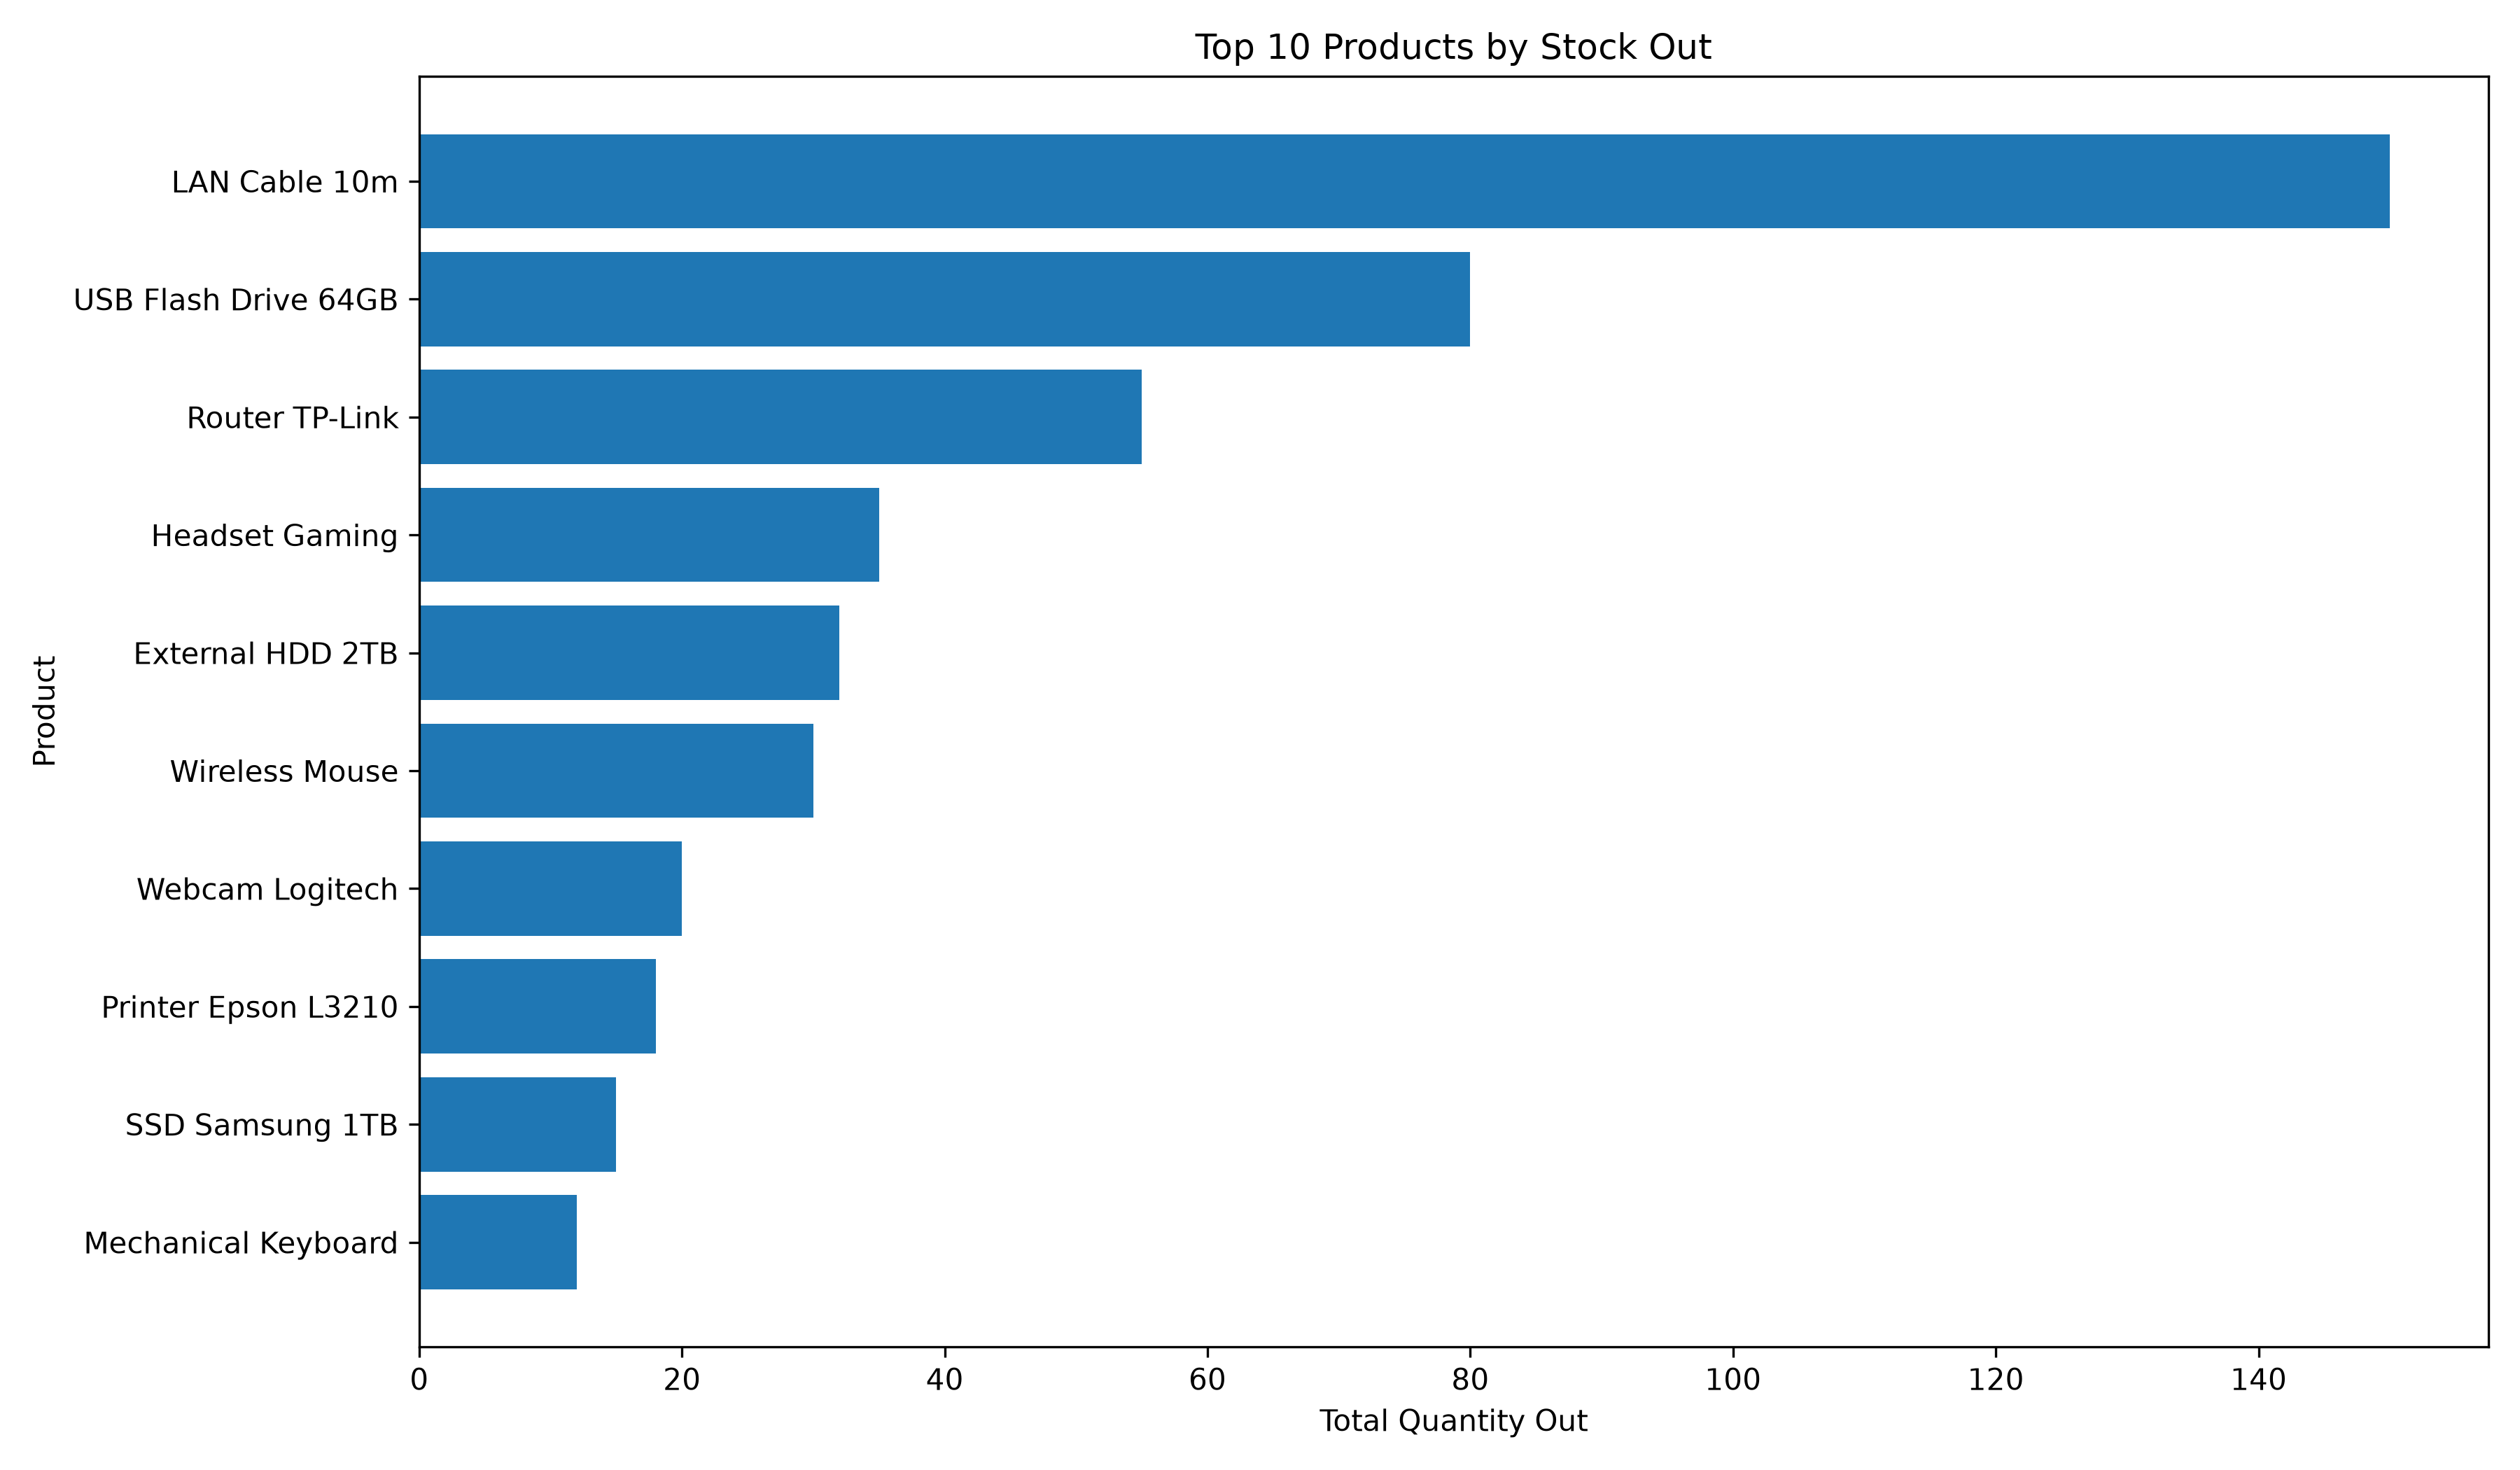 Top 10 Products by Stock Out
LAN Cable 10m
USB Flash Drive 64GB
Router TP-Link
Headset Gaming
External HDD 2TB
Wireless Mouse
Webcam Logitech
Printer Epson L3210
SSD Samsung 1TB
Mechanical Keyboard
Product
0 20 40 60 80 100 120 140
Total Quantity Out